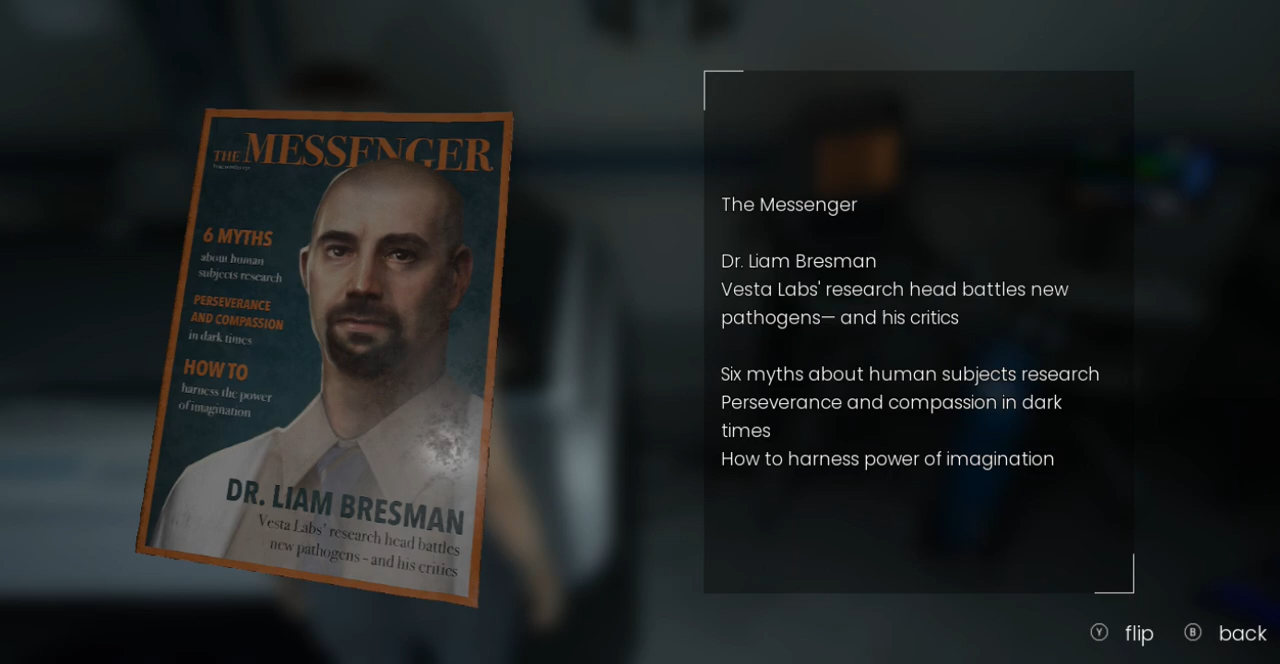 THE MESSENGER
6 MYTHS
about human
subjects research
PERSEVERANCE
AND COMPASSION
in dark times
HOW TO
harness the power
of imagination
DR. LIAM BRESMAN
Vesta Labs' research head battles
new pathogens - and his critics
The Messenger
Dr. Liam Bresman
Vesta Labs' research head battles new
pathogens— and his critics
Six myths about human subjects research
Perseverance and compassion in dark
times
How to harness power of imagination
Y flip B back